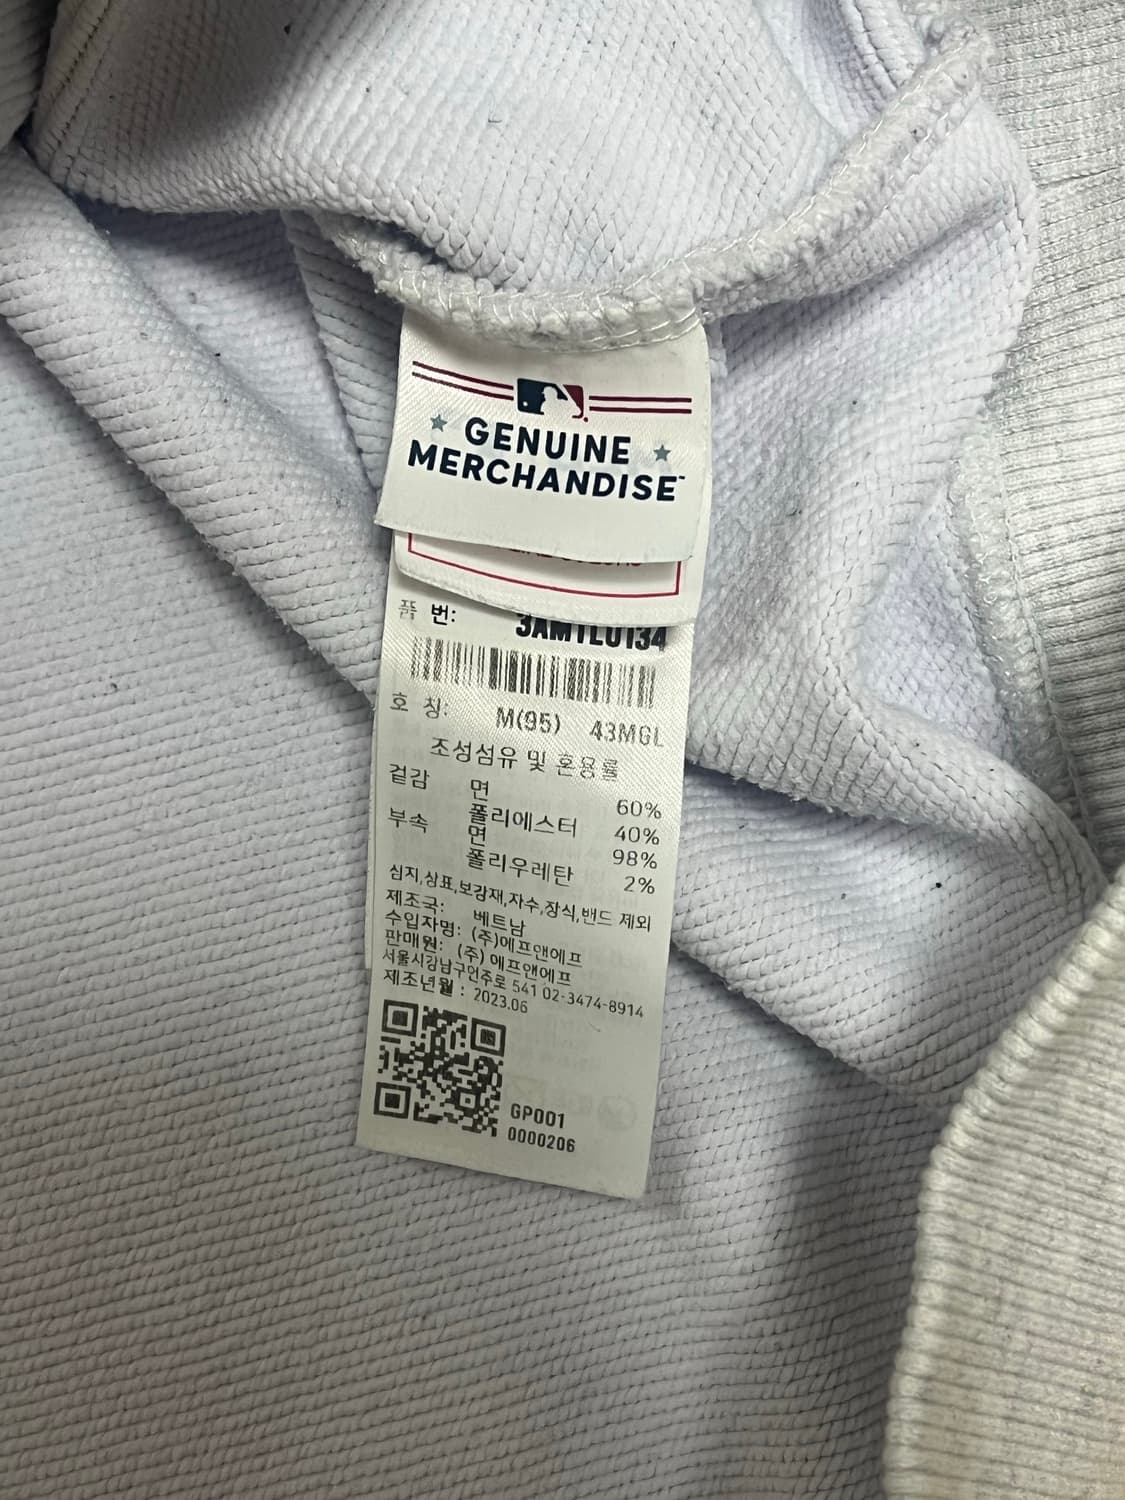 GENUINE
MERCHANDISE™
품 번: 3AMTL0134
호 칭: M(95) 43MGL
조성섬유 및 혼용률
겉감 면 60%
폴리에스터 40%
부속 면 98%
폴리우레탄 2%
심지,상표,보강재,자수,장식,밴드 제외
제조국: 베트남
수입자명: (주)에프앤에프
판매원: (주) 에프앤에프
서울시강남구언주로 541 02-3474-8914
제조년월 : 2023.06
GP001
0000206